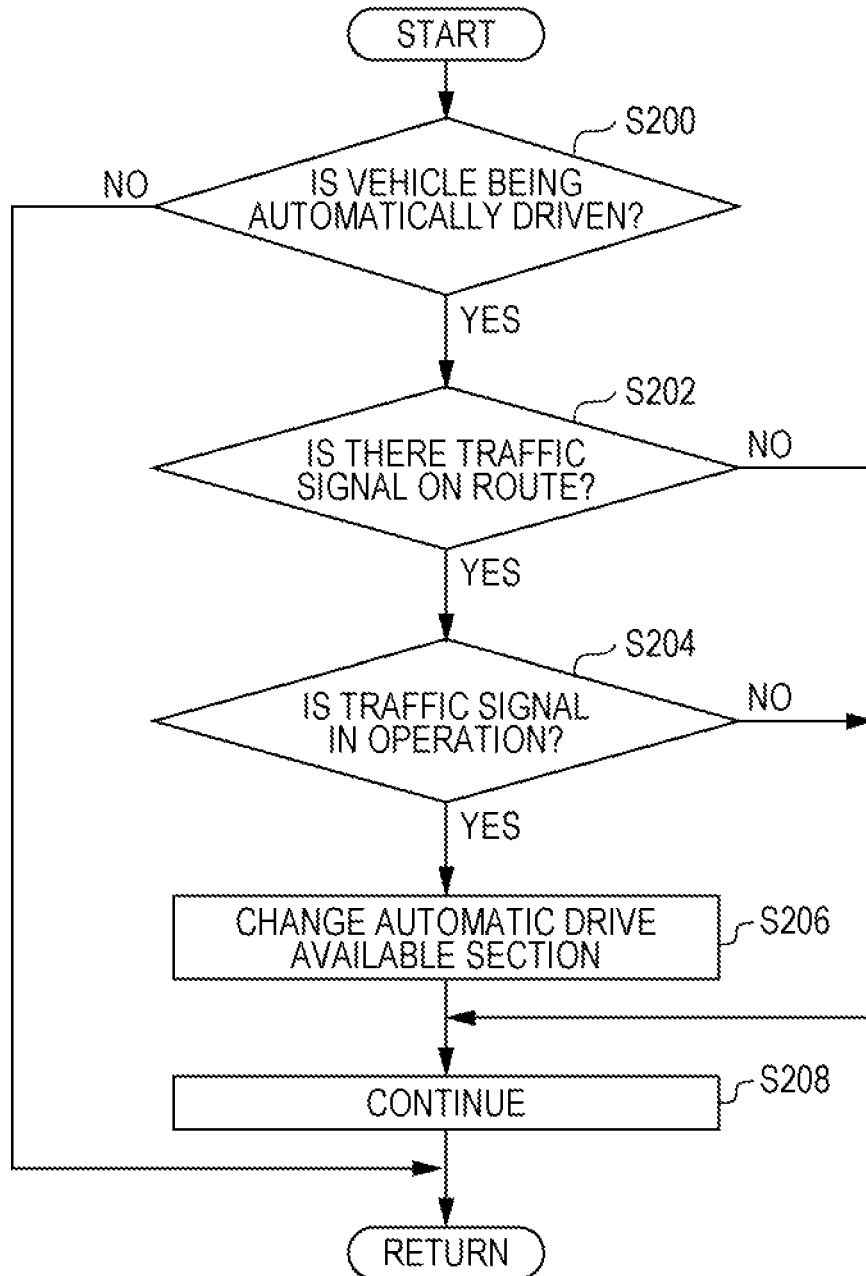 START
S200
NO
IS VEHICLE BEING
AUTOMATICALLY DRIVEN?
YES
S202
IS THERE TRAFFIC
SIGNAL ON ROUTE?
NO
YES
S204
IS TRAFFIC SIGNAL
IN OPERATION?
NO
YES
CHANGE AUTOMATIC DRIVE
AVAILABLE SECTION
S206
CONTINUE
S208
RETURN